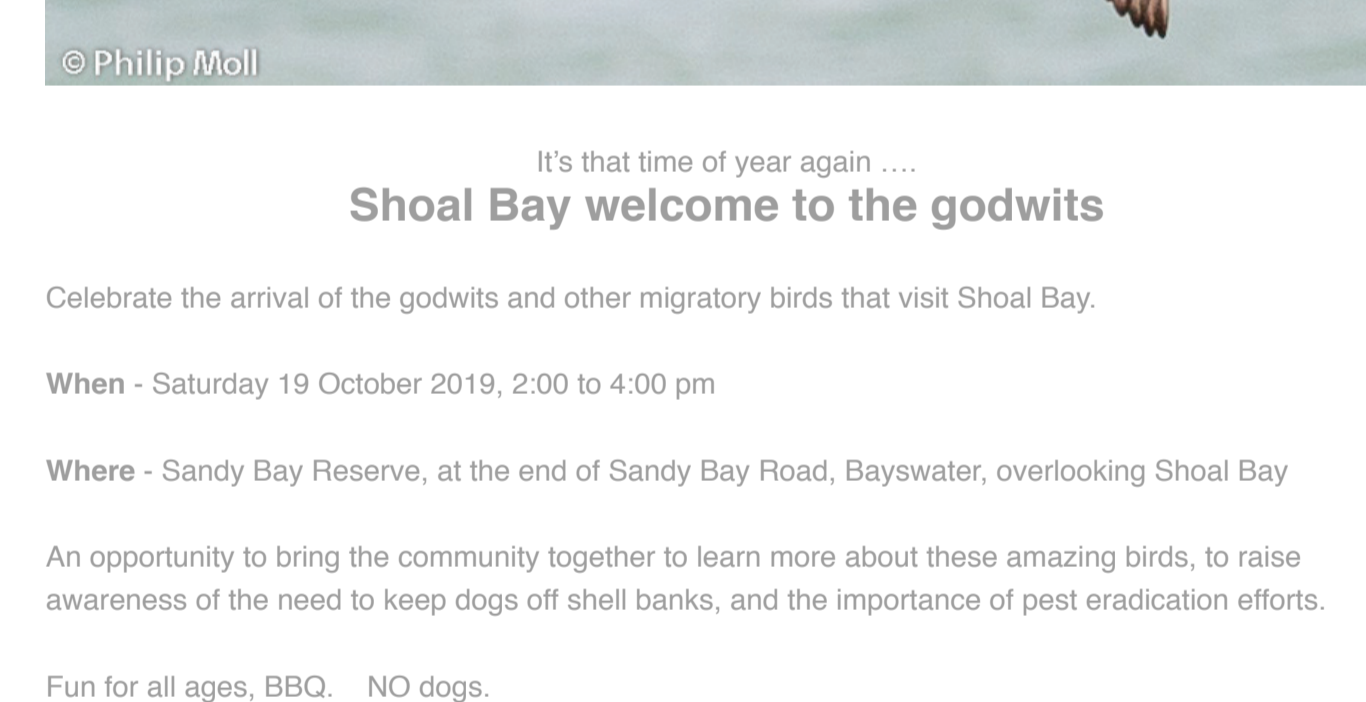 © Philip Moll
It’s that time of year again ….
Shoal Bay welcome to the godwits
Celebrate the arrival of the godwits and other migratory birds that visit Shoal Bay.
When - Saturday 19 October 2019, 2:00 to 4:00 pm
Where - Sandy Bay Reserve, at the end of Sandy Bay Road, Bayswater, overlooking Shoal Bay
An opportunity to bring the community together to learn more about these amazing birds, to raise
awareness of the need to keep dogs off shell banks, and the importance of pest eradication efforts.
Fun for all ages, BBQ.    NO dogs.